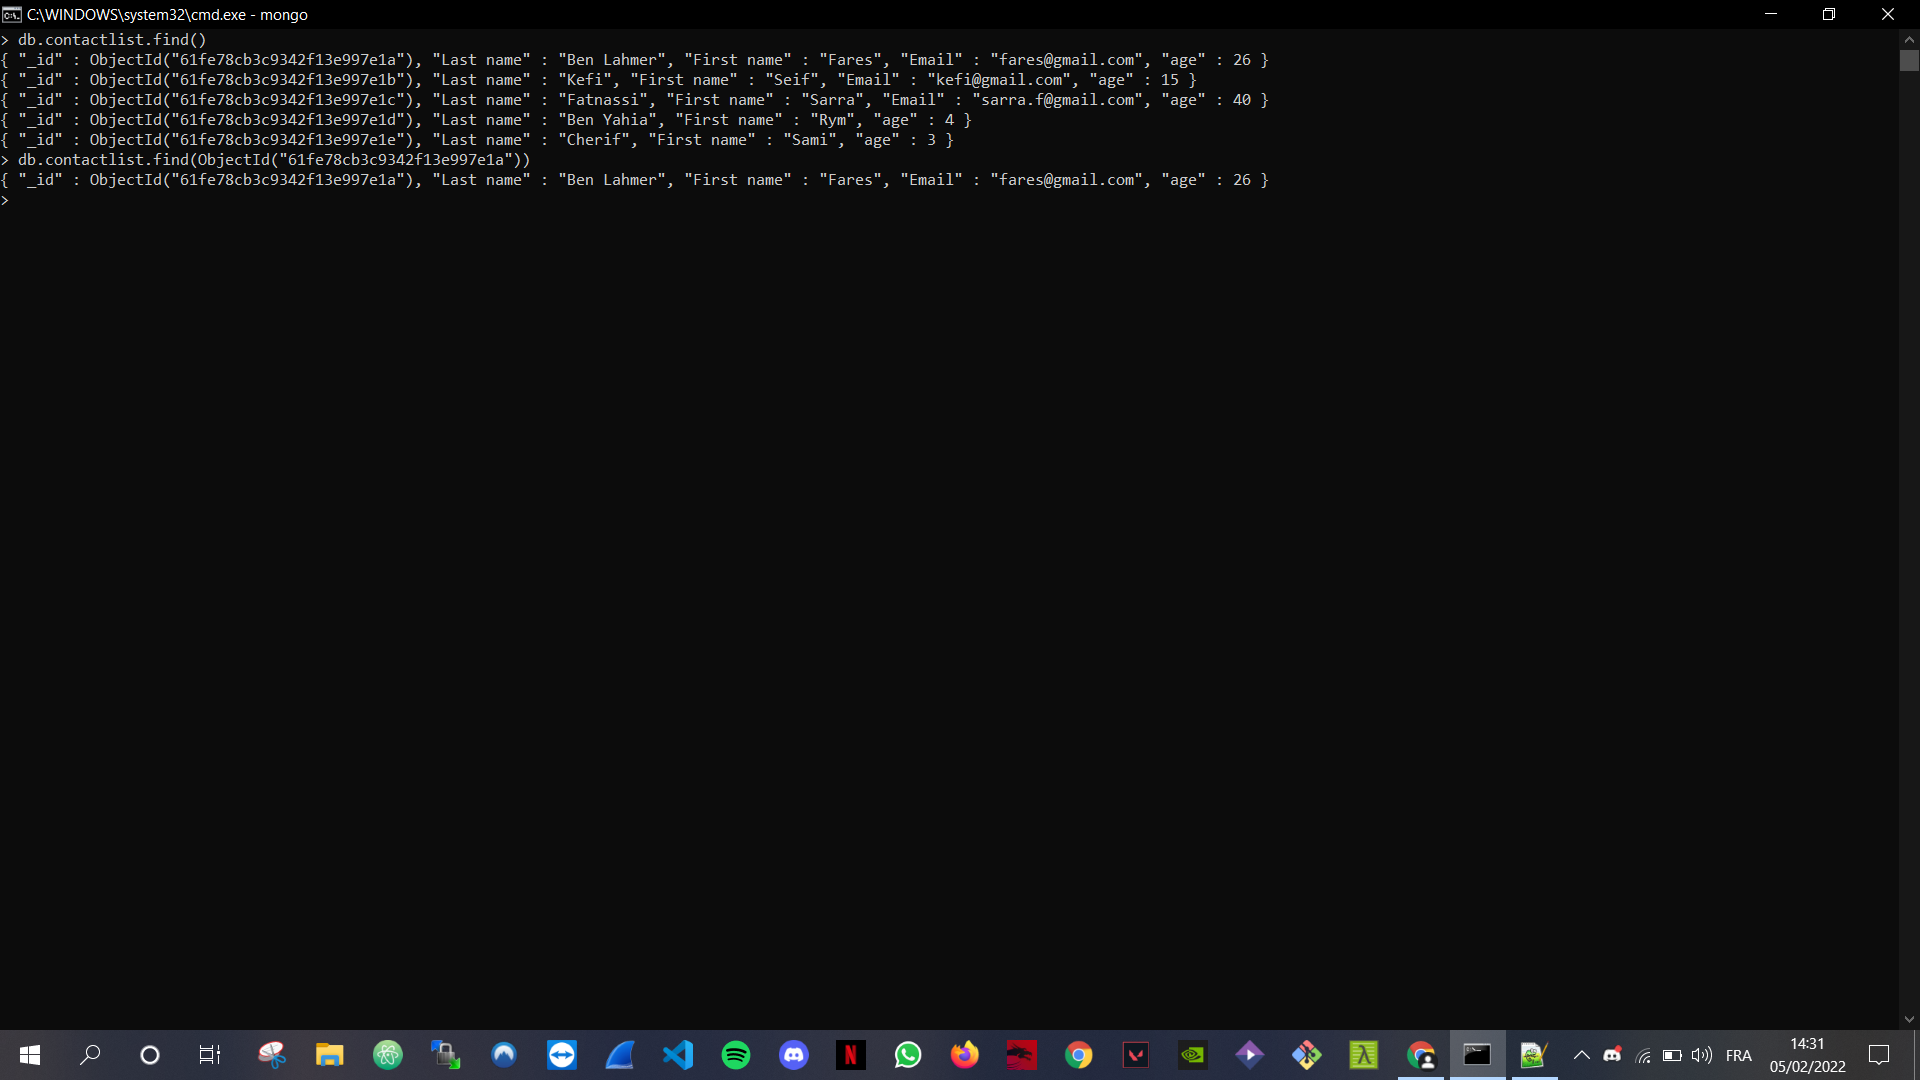 C:\WINDOWS\system32\cmd.exe - mongo
> db.contactlist.find()
{ "_id" : ObjectId("61fe78cb3c9342f13e997e1a"), "Last name" : "Ben Lahmer", "First name" : "Fares", "Email" : "fares@gmail.com", "age" : 26 }
{ "_id" : ObjectId("61fe78cb3c9342f13e997e1b"), "Last name" : "Kefi", "First name" : "Seif", "Email" : "kefi@gmail.com", "age" : 15 }
{ "_id" : ObjectId("61fe78cb3c9342f13e997e1c"), "Last name" : "Fatnassi", "First name" : "Sarra", "Email" : "sarra.f@gmail.com", "age" : 40 }
{ "_id" : ObjectId("61fe78cb3c9342f13e997e1d"), "Last name" : "Ben Yahia", "First name" : "Rym", "age" : 4 }
{ "_id" : ObjectId("61fe78cb3c9342f13e997e1e"), "Last name" : "Cherif", "First name" : "Sami", "age" : 3 }
> db.contactlist.find(ObjectId("61fe78cb3c9342f13e997e1a"))
{ "_id" : ObjectId("61fe78cb3c9342f13e997e1a"), "Last name" : "Ben Lahmer", "First name" : "Fares", "Email" : "fares@gmail.com", "age" : 26 }
>
FRA
14:31
05/02/2022